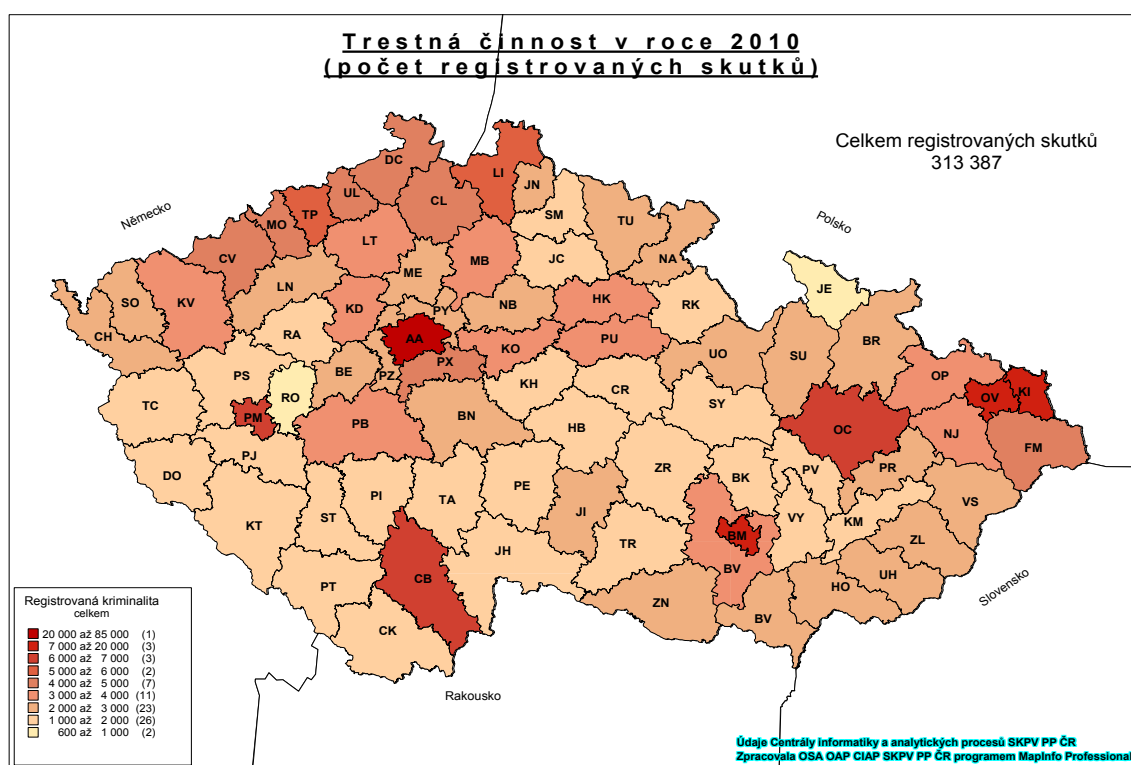 Trestná činnost v roce 2010
(počet registrovaných skutků)
Celkem registrovaných skutků
313 387
Německo
Polsko
DC
LI
JN
UL
CL
TP
MO
SM
TU
LT
CV
ME
MB
JC
NA
SO
KV
LN
JE
KD
NB
HK
RK
PY
CH
RA
AA
KO
PU
BR
UO
SU
PX
BE
PZ
PS
KH
CR
OP
OV
KI
RO
TC
SY
PM
PB
BN
HB
OC
NJ
FM
PJ
ZR
PR
DO
BK
PV
PI
TA
PE
VS
ST
JI
VY
KM
KT
BM
ZL
JH
TR
BV
UH
HO
PT
CB
ZN
BV
CK
Slovensko
Rakousko
Registrovaná kriminalita
celkem
20 000 až 85 000 (1)
7 000 až 20 000 (3)
6 000 až 7 000 (3)
5 000 až 6 000 (2)
4 000 až 5 000 (7)
3 000 až 4 000 (11)
2 000 až 3 000 (23)
1 000 až 2 000 (26)
600 až 1 000 (2)
Údaje Centrály informatiky a analytických procesů SKPV PP ČR
Zpracovala OSA OAP CIAP SKPV PP ČR programem MapInfo Professional